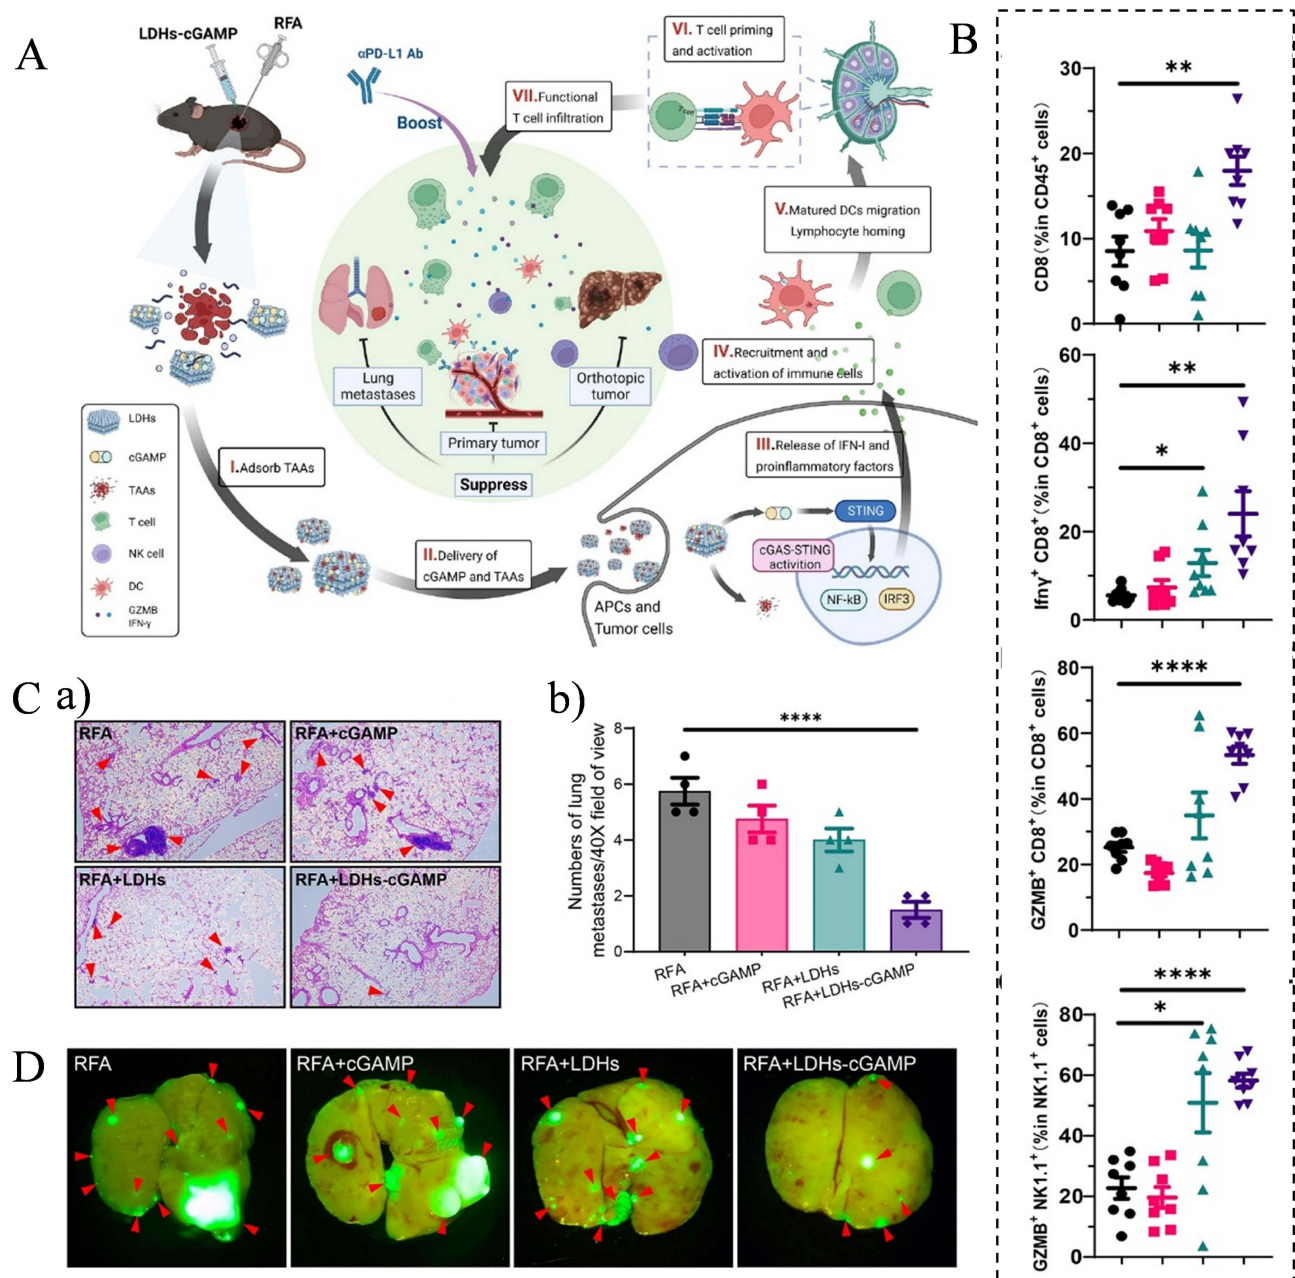 A
LDHs-cGAMP
RFA
αPD-L1 Ab
Boost
VII.Functional
T cell infiltration
VI. T cell priming
and activation
T cell
V.Matured DCs migration
Lymphocyte homing
IV.Recruitment and
activation of immune cells
III.Release of IFN-I and
proinflammatory factors
Lung
metastases
Orthotopic
tumor
Primary tumor
Suppress
LDHs
cGAMP
TAAs
T cell
NK cell
DC
GZMB
IFN-γ
I.Adsorb TAAs
II.Delivery of
cGAMP and TAAs
APCs and
Tumor cells
STING
cGAS-STING
activition
NF-kB
IRF3
B
CD8 (%in CD45+ cells)
30
20
10
0
**
Ifnγ+ CD8+ (%in CD8+ cells)
60
40
20
0
**
*
GZMB+ CD8+ (%in CD8+ cells)
80
60
40
20
0
****
GZMB+ NK1.1+ (%in NK1.1+ cells)
80
60
40
20
0
****
*
C a)
RFA
RFA+cGAMP
RFA+LDHs
RFA+LDHs-cGAMP
b)
Numbers of lung
metastases/40X field of view
8
6
4
2
0
****
RFA
RFA+cGAMP
RFA+LDHs
RFA+LDHs-cGAMP
D
RFA
RFA+cGAMP
RFA+LDHs
RFA+LDHs-cGAMP